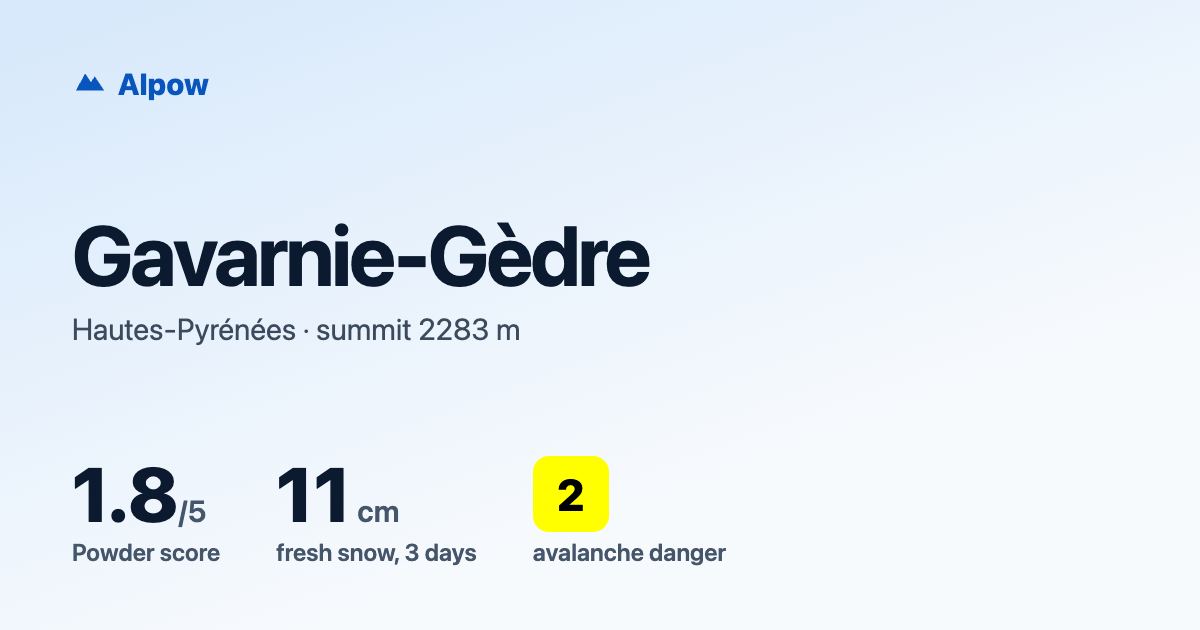 Alpow
Gavarnie-Gèdre
Hautes-Pyrénées · summit 2283 m
1.8/5
Powder score
11 cm
fresh snow, 3 days
2
avalanche danger